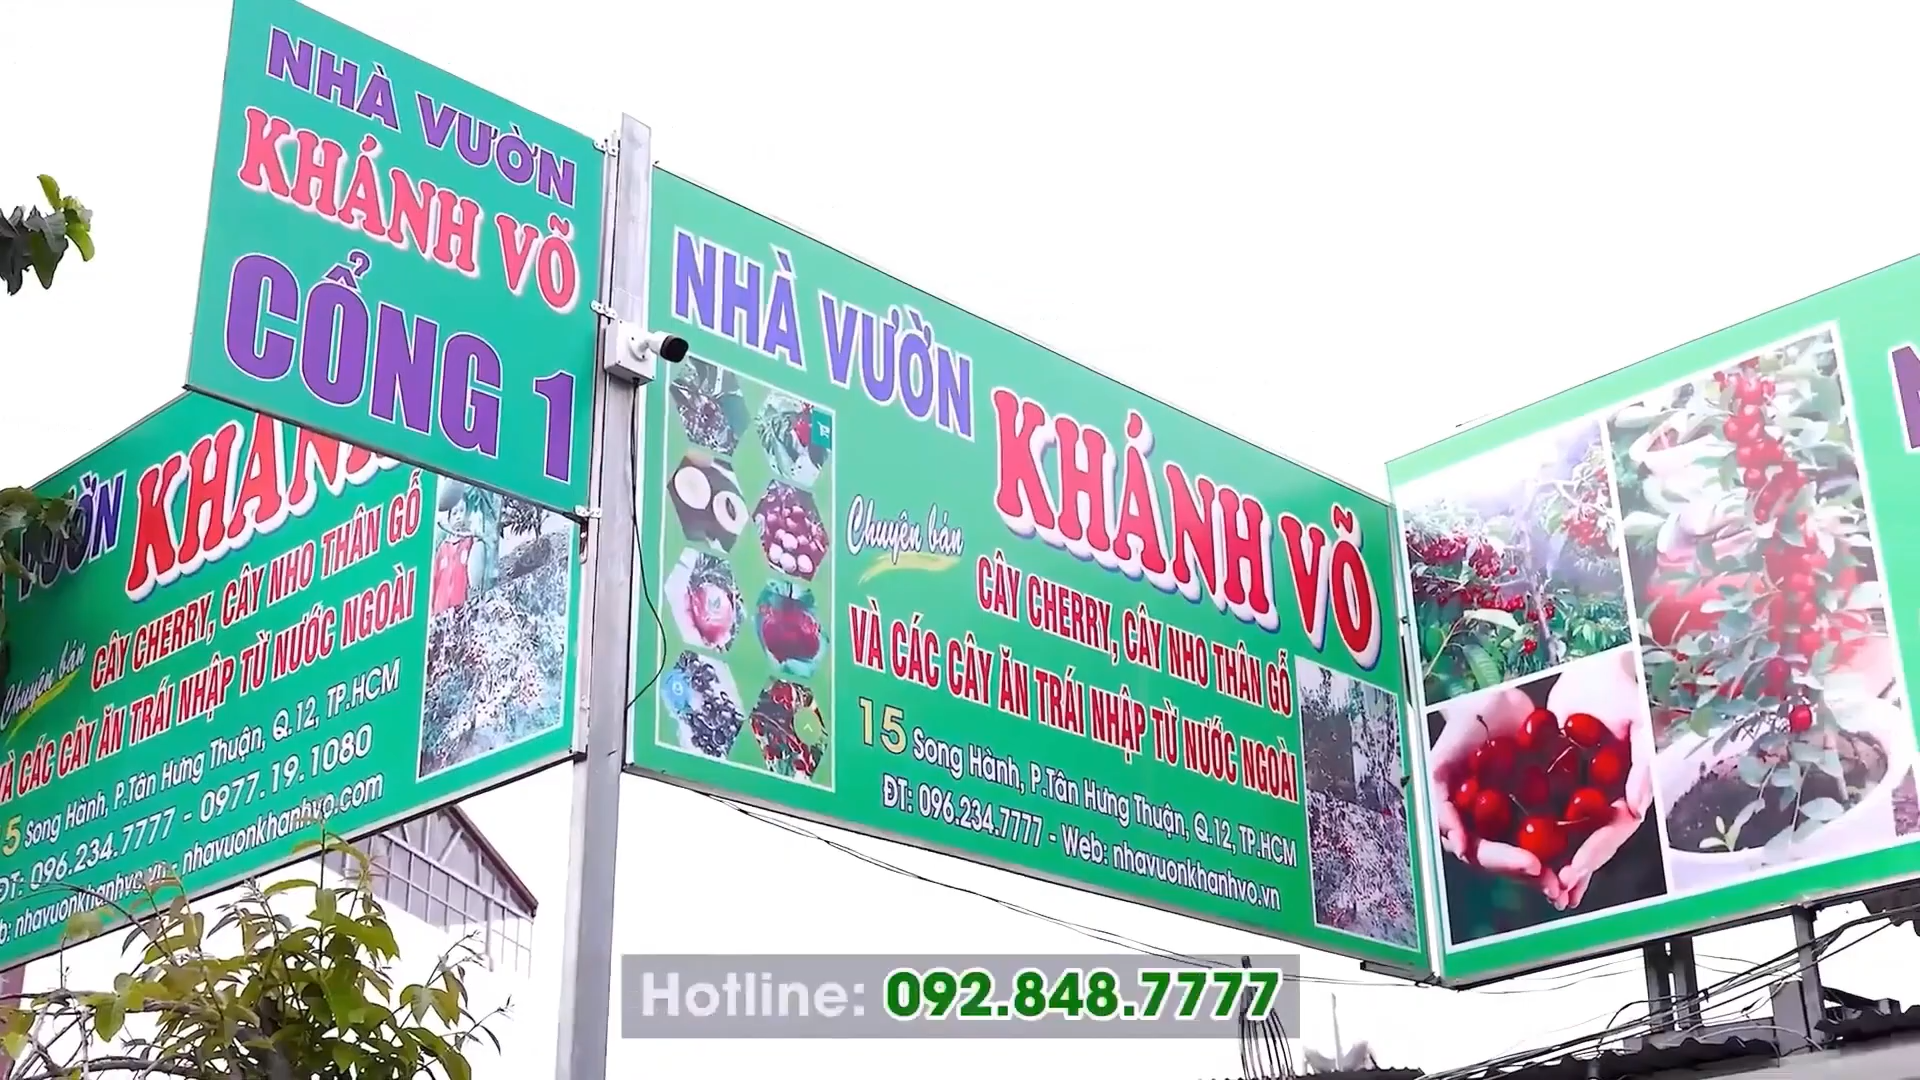 NHÀ VƯỜN
KHÁNH VÕ
CỔNG 1
VƯỜN KHÁNH
Chuyên bán
CÂY CHERRY, CÂY NHO THÂN GỖ
VÀ CÁC CÂY ĂN TRÁI NHẬP TỪ NƯỚC NGOÀI
15 Song Hành, P.Tân Hưng Thuận, Q.12, TP.HCM
ĐT: 096.234.7777 - 0977.19.1080
nhavuonkhanhvo.vn - nhavuonkhanhvo.com
NHÀ VƯỜN
KHÁNH VÕ
Chuyên bán
CÂY CHERRY, CÂY NHO THÂN GỖ
VÀ CÁC CÂY ĂN TRÁI NHẬP TỪ NƯỚC NGOÀI
15 Song Hành, P.Tân Hưng Thuận, Q.12, TP.HCM
ĐT: 096.234.7777 - Web: nhavuonkhanhvo.vn
Hotline: 092.848.7777